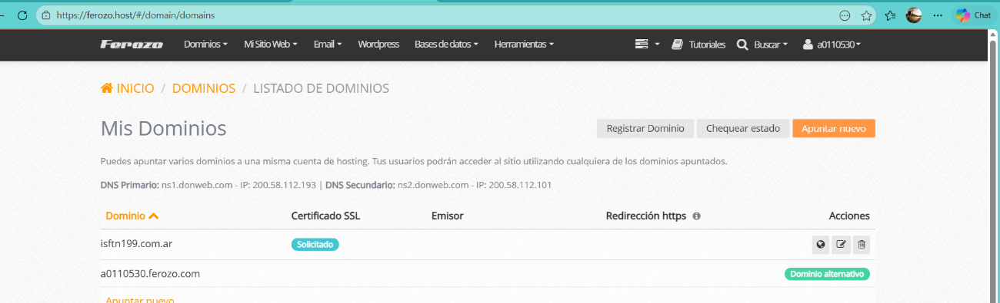 https://ferozo.host/#/domain/domains
Chat
Ferozo Dominios Mi Sitio Web Email Wordpress Bases de datos Herramientas Tutoriales Buscar a0110530
INICIO / DOMINIOS / LISTADO DE DOMINIOS
Mis Dominios
Registrar Dominio Chequear estado Apuntar nuevo
Puedes apuntar varios dominios a una misma cuenta de hosting. Tus usuarios podrán acceder al sitio utilizando cualquiera de los dominios apuntados.
DNS Primario: ns1.donweb.com - IP: 200.58.112.193 | DNS Secundario: ns2.donweb.com - IP: 200.58.112.101
Dominio Certificado SSL Emisor Redirección https Acciones
isftn199.com.ar Solicitado
a0110530.ferozo.com Dominio alternativo
Apuntar nuevo